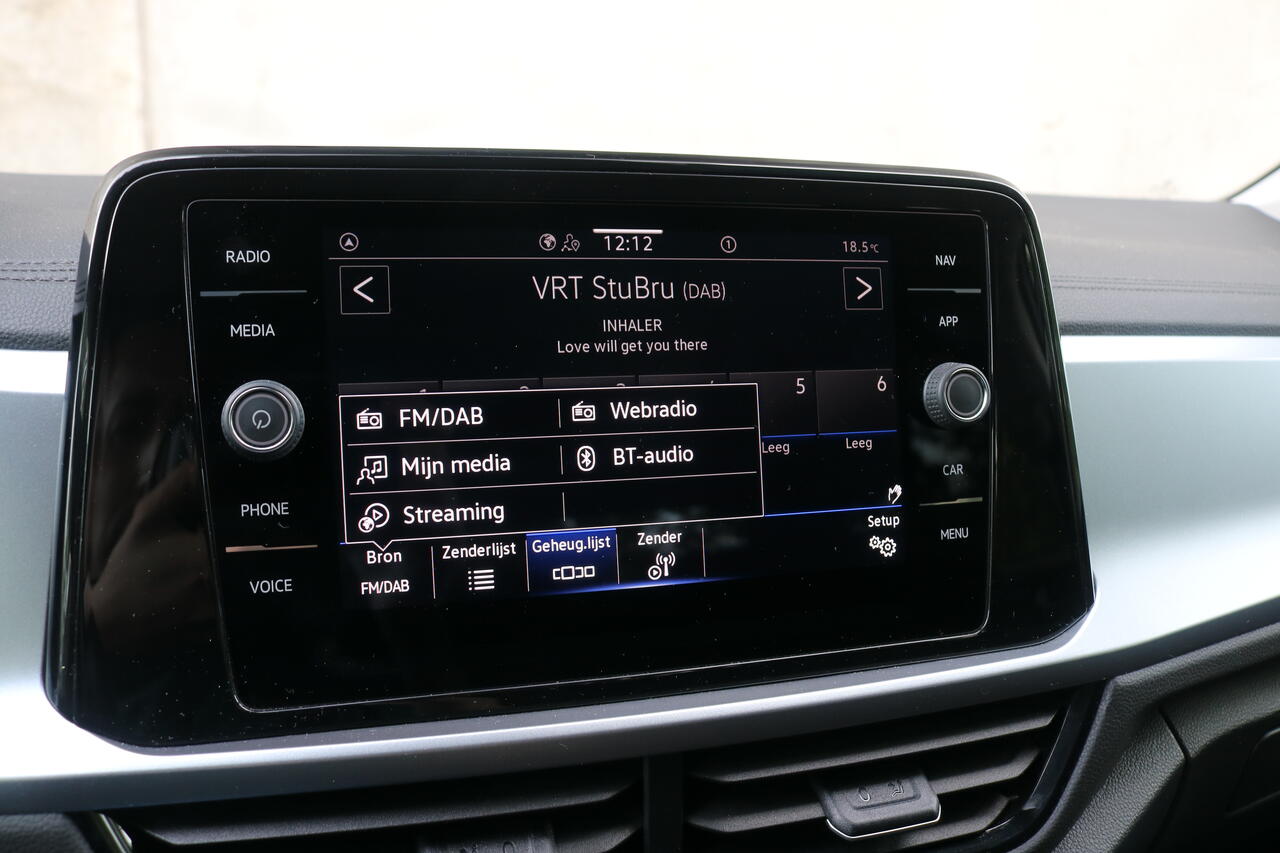 RADIO
MEDIA
PHONE
VOICE
12:12
1
18.5°C
VRT StuBru (DAB)
INHALER
Love will get you there
5
6
Leeg
Leeg
FM/DAB
Webradio
Mijn media
BT-audio
Streaming
Bron
FM/DAB
Zenderlijst
Geheug.lijst
Zender
Setup
NAV
APP
CAR
MENU